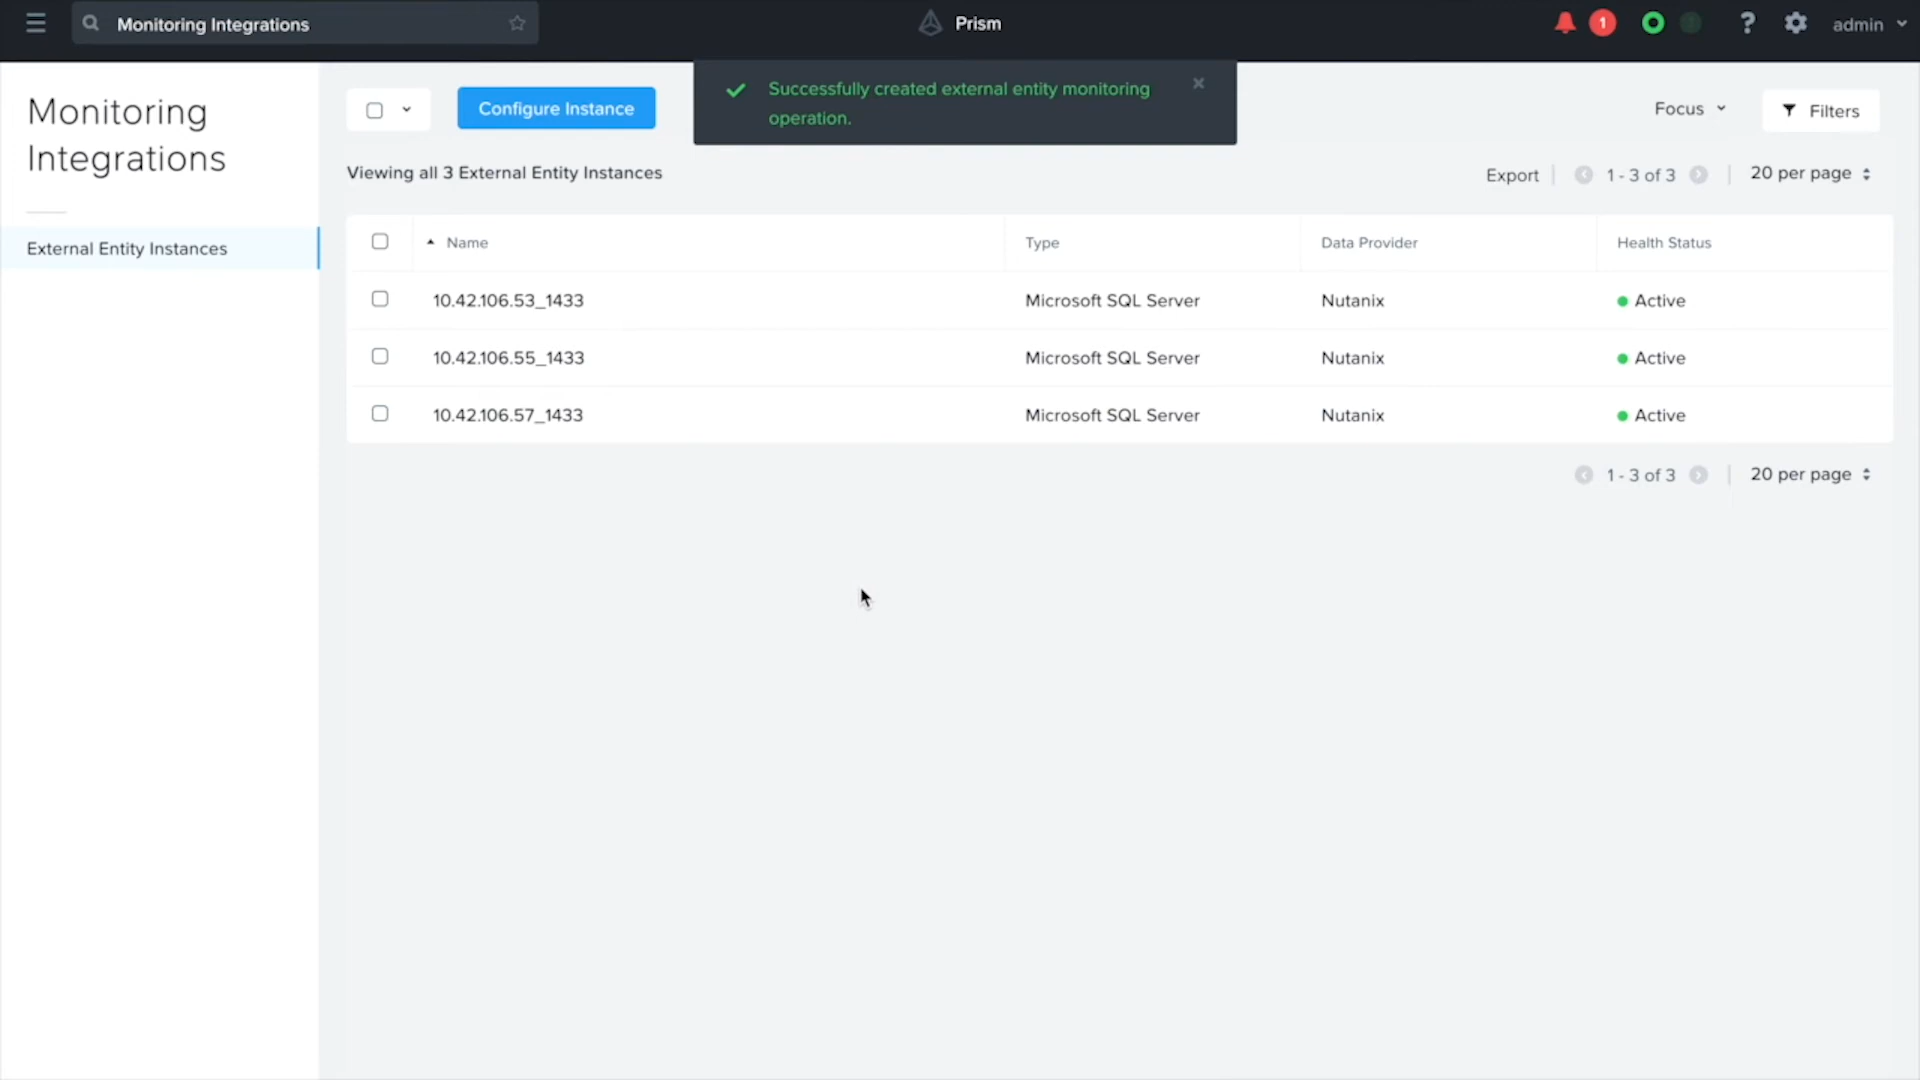 Monitoring Integrations
Prism
1
?
admin
Monitoring
Integrations
External Entity Instances
Configure Instance
Successfully created external entity monitoring
operation.
Focus
Filters
Viewing all 3 External Entity Instances
Export
1 - 3 of 3
20 per page
Name Type Data Provider Health Status
10.42.106.53_1433 Microsoft SQL Server Nutanix Active
10.42.106.55_1433 Microsoft SQL Server Nutanix Active
10.42.106.57_1433 Microsoft SQL Server Nutanix Active
1 - 3 of 3
20 per page